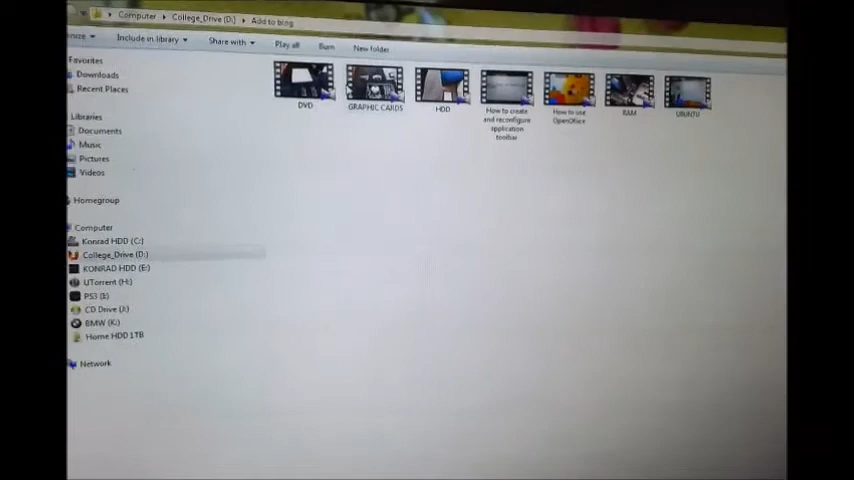 Computer College_Drive (D:) Add to blog
Include in library Share with Play all Burn New folder
Favorites
Downloads
Recent Places
Libraries
Documents
Music
Pictures
Videos
Homegroup
Computer
Konrad HDD (C:)
College_Drive (D:)
KONRAD HDD (E:)
UTorrent (H:)
PS3 (I:)
CD Drive (J:)
BMW (K:)
Home HDD 1TB
Network
DVD
GRAPHIC CARDS
HDD
How to create
and reconfigure
application
toolbar
How to use
OpenOffice
RAM
UBUNTU